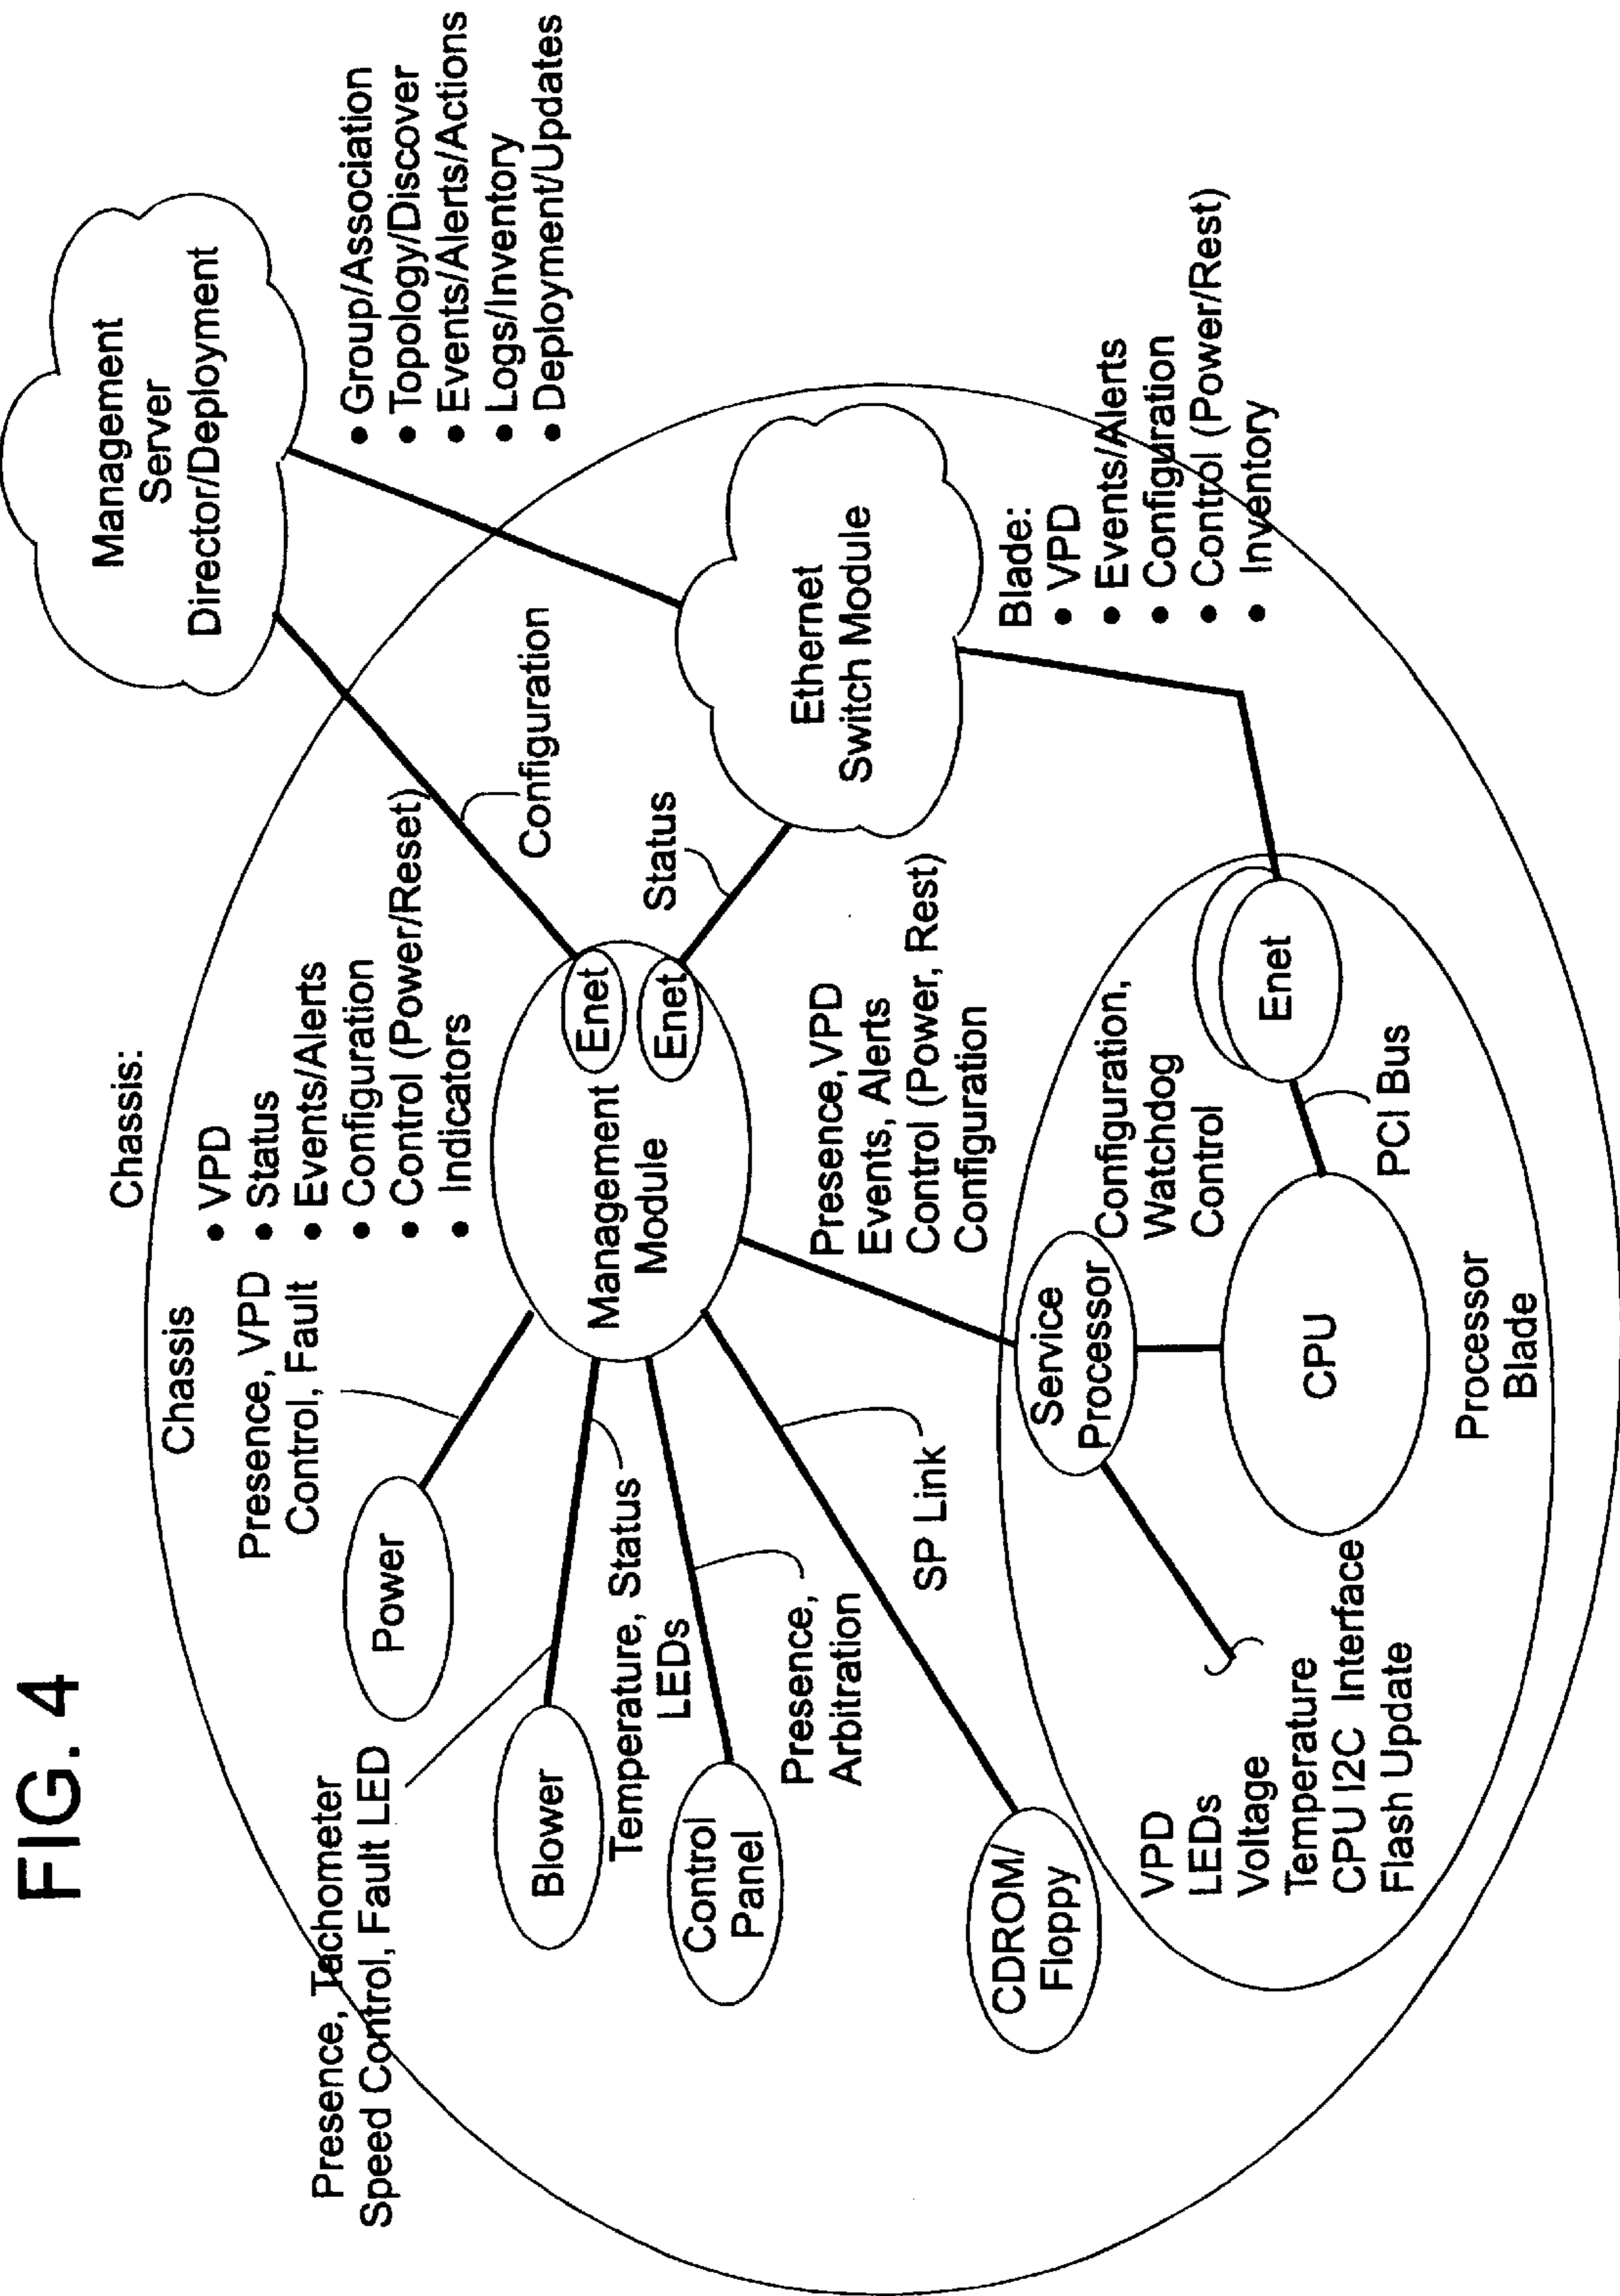 FIG. 4
Management
Server
Director/Deployment
• Group/Association
• Topology/Discover
• Events/Alerts/Actions
• Logs/Inventory
• Deployment/Updates
Chassis:
• VPD
• Status
• Events/Alerts
• Configuration
• Control (Power/Reset)
• Indicators
Chassis
Presence, VPD
Control, Fault
Power
Presence, Tachometer
Speed Control, Fault LED
Blower
Temperature, Status
LEDs
Control
Panel
Presence,
Arbitration
CDROM/
Floppy
SP Link
Management
Module
Enet
Enet
Configuration
Status
Ethernet
Switch Module
Blade:
• VPD
• Events/Alerts
• Configuration
• Control (Power/Rest)
• Inventory
Presence, VPD
Events, Alerts
Control (Power, Rest)
Configuration
Service
Processor
Configuration,
Watchdog
Control
Enet
PCI Bus
CPU
VPD
LEDs
Voltage
Temperature
CPU I2C Interface
Flash Update
Processor
Blade